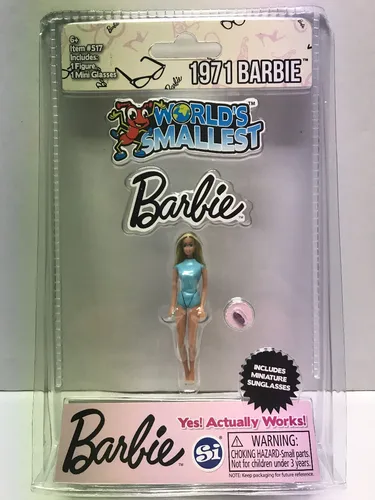 6+
Item #517
Includes:
1 Figure
1 Mini Glasses
1971 BARBIE™
WORLD'S™
SMALLEST
Barbie™
INCLUDES
MINIATURE
SUNGLASSES
Yes! Actually Works!
Barbie™
Si
WARNING:
CHOKING HAZARD-Small parts.
Not for children under 3 years.
NOTE: Keep packaging for future reference.